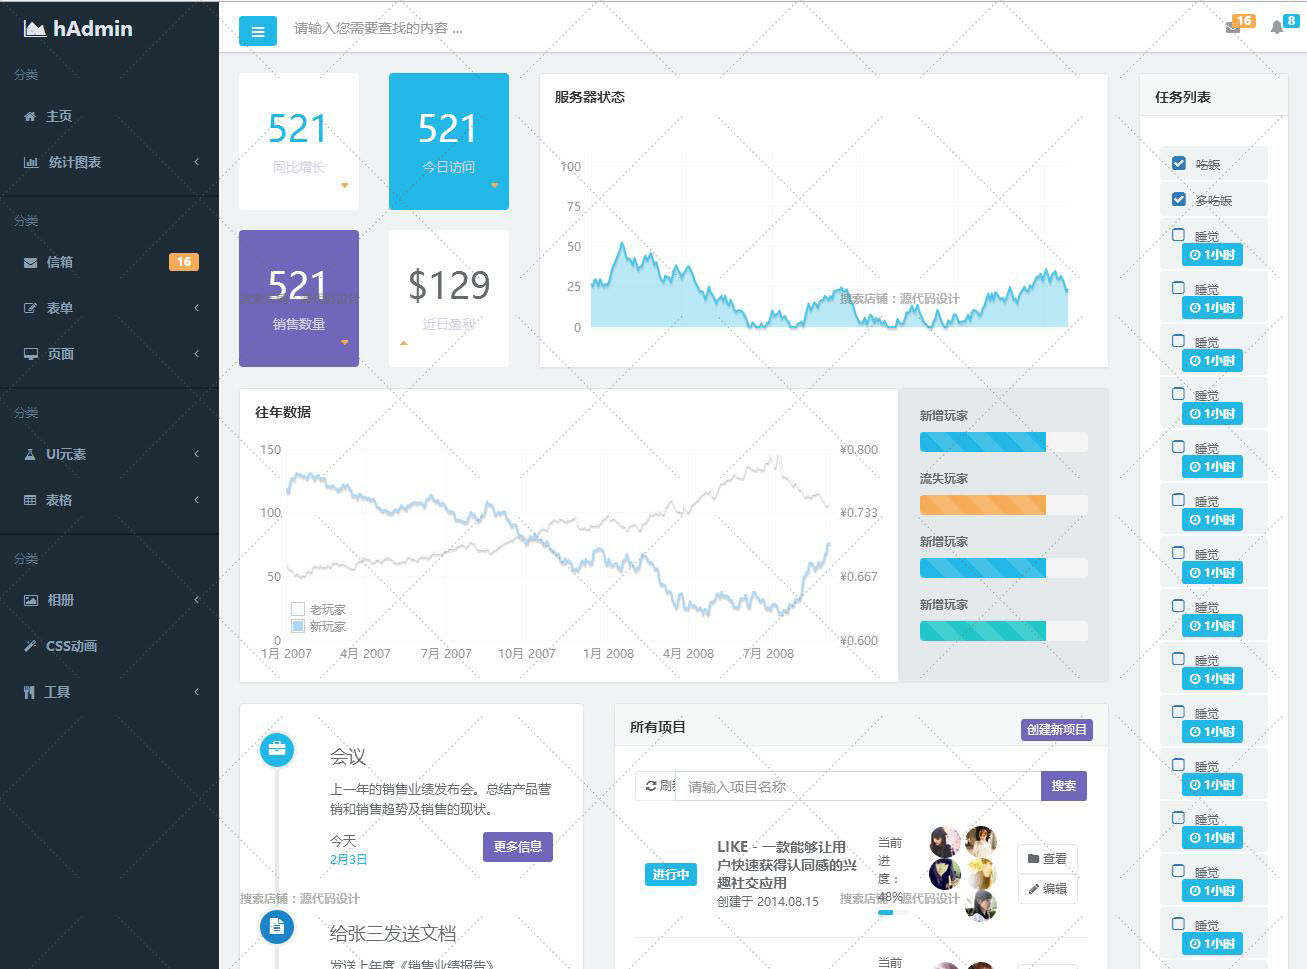 hAdmin
分类
主页
统计图表
分类
信箱
16
表单
页面
分类
UI元素
表格
分类
相册
CSS动画
工具
请输入您需要查找的内容 ...
16
8
521
同比增长
521
今日访问
521
销售数量
$129
近日盈利
服务器状态
100
75
50
25
0
搜索店铺：源代码设计
搜索店铺：源代码设计
往年数据
150
100
50
0
¥0.800
¥0.733
¥0.667
¥0.600
老玩家
新玩家
1月 2007
4月 2007
7月 2007
10月 2007
1月 2008
4月 2008
7月 2008
新增玩家
流失玩家
新增玩家
新增玩家
会议
上一年的销售业绩发布会。总结产品营
销和销售趋势及销售的现状。
今天
2月3日
更多信息
搜索店铺：源代码设计
给张三发送文档
发送上年度《销售业绩报告》
所有项目
创建新项目
刷新
请输入项目名称
搜索
进行中
LIKE - 一款能够让用
户快速获得认同感的兴
趣社交应用
创建于 2014.08.15
当前
进
度：
48%
搜索店铺：源代码设计
查看
编辑
当前
任务列表
吃饭
多吃饭
睡觉
1小时
睡觉
1小时
睡觉
1小时
睡觉
1小时
睡觉
1小时
睡觉
1小时
睡觉
1小时
睡觉
1小时
睡觉
1小时
睡觉
1小时
睡觉
1小时
睡觉
1小时
睡觉
1小时
睡觉
1小时